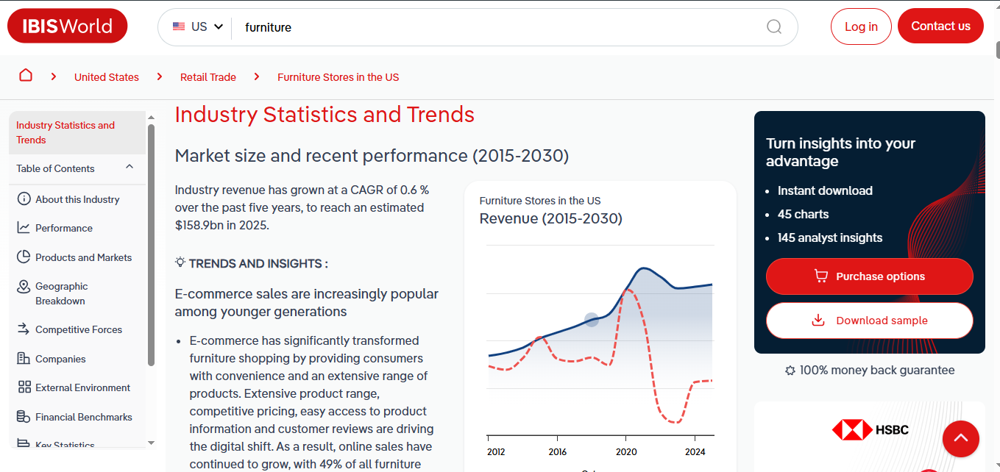 IBISWorld
US
furniture
Log in
Contact us
United States
Retail Trade
Furniture Stores in the US
Industry Statistics and
Trends
Table of Contents
About this Industry
Performance
Products and Markets
Geographic
Breakdown
Competitive Forces
Companies
External Environment
Financial Benchmarks
Key Statistics
Industry Statistics and Trends
Market size and recent performance (2015-2030)
Industry revenue has grown at a CAGR of 0.6 %
over the past five years, to reach an estimated
$158.9bn in 2025.
TRENDS AND INSIGHTS :
E-commerce sales are increasingly popular
among younger generations
• E-commerce has significantly transformed
furniture shopping by providing consumers
with convenience and an extensive range of
products. Extensive product range,
competitive pricing, easy access to product
information and customer reviews are driving
the digital shift. As a result, online sales have
continued to grow, with 49% of all furniture
Furniture Stores in the US
Revenue (2015-2030)
2012
2016
2020
2024
Turn insights into your
advantage
• Instant download
• 45 charts
• 145 analyst insights
Purchase options
Download sample
100% money back guarantee
HSBC